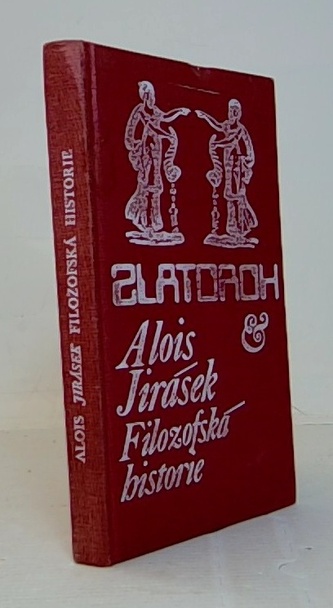 ALOIS JIRÁSEK FILOZOFSKÁ HISTORIE
ZLATOROH
&
Alois
Jirásek
Filozofská
historie